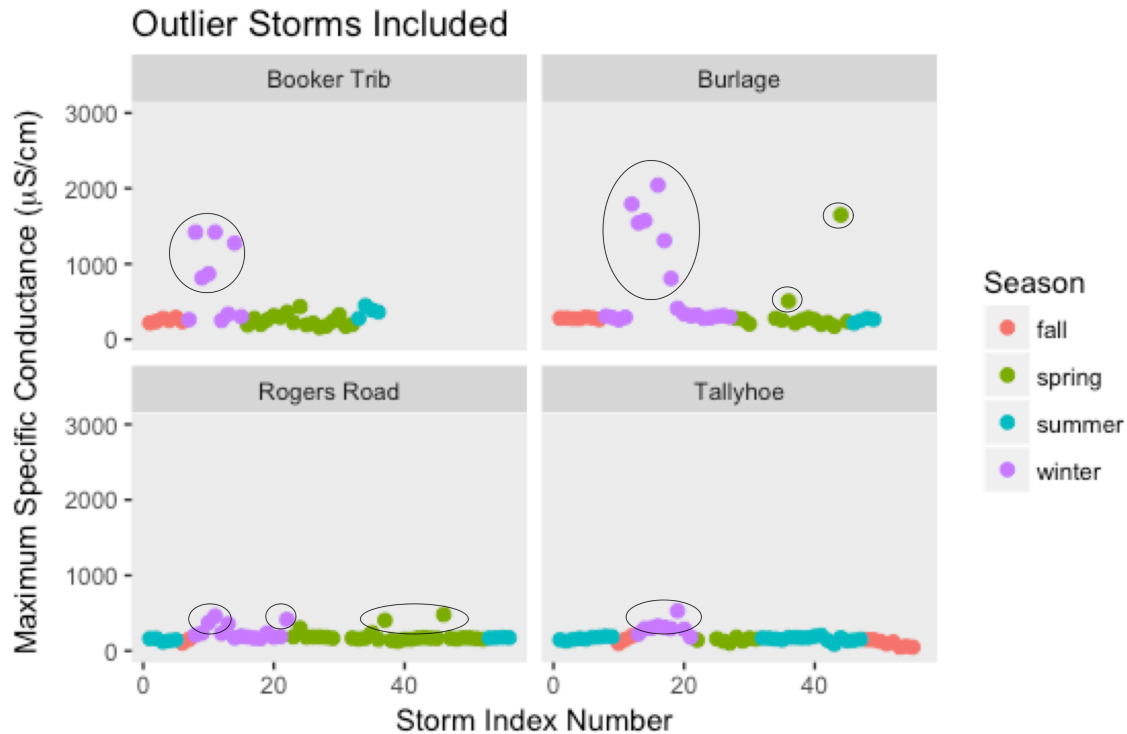 Outlier Storms Included
Booker Trib
Burlage
3000
2000
1000
0
Rogers Road
Tallyhoe
3000
2000
1000
0
0
20
40
0
20
40
Storm Index Number
Maximum Specific Conductance (µS/cm)
Season
fall
spring
summer
winter